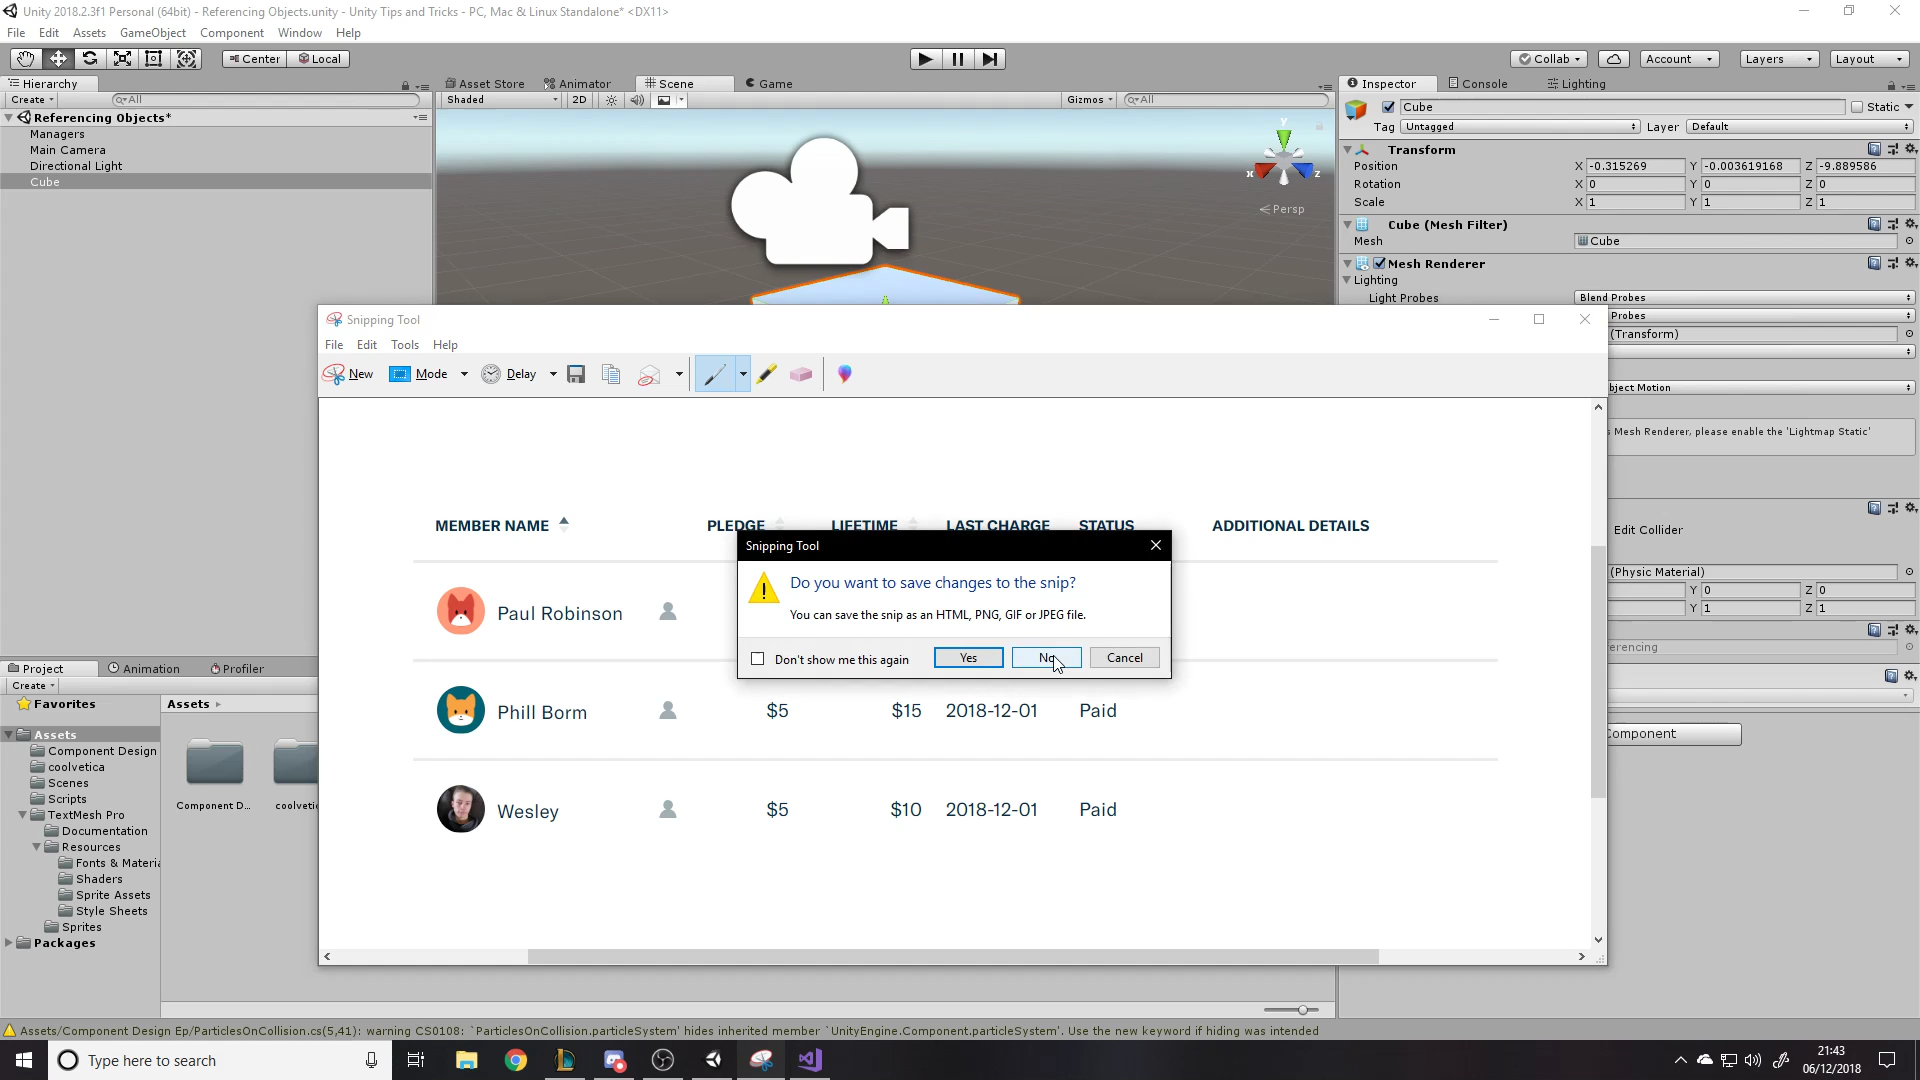 Unity 2018.2.3f1 Personal (64bit) - Referencing Objects.unity - Unity Tips and Tricks - PC, Mac & Linux Standalone* <DX11>
File Edit Assets GameObject Component Window Help
Center Local
Collab Account Layers Layout
Hierarchy
Asset Store Animator Scene Game
Inspector Console Lighting
Create All
Shaded 2D Gizmos All
Cube Static
Referencing Objects*
Tag Untagged Layer Default
Managers
Main Camera
Directional Light
Cube
y
x z
Persp
Transform
Position X -0.315269 Y -0.003619168 Z -9.889586
Rotation X 0 Y 0 Z 0
Scale X 1 Y 1 Z 1
Cube (Mesh Filter)
Mesh Cube
Mesh Renderer
Lighting
Light Probes Blend Probes
Probes
(Transform)
bject Motion
s Mesh Renderer, please enable the 'Lightmap Static'
Edit Collider
(Physic Material)
Y 0 Z 0
Y 1 Z 1
erencing
omponent
Snipping Tool
File Edit Tools Help
New Mode Delay
MEMBER NAME PLEDGE LIFETIME LAST CHARGE STATUS ADDITIONAL DETAILS
Paul Robinson
Phill Borm $5 $15 2018-12-01 Paid
Wesley $5 $10 2018-12-01 Paid
Snipping Tool
Do you want to save changes to the snip?
You can save the snip as an HTML, PNG, GIF or JPEG file.
Don't show me this again Yes No Cancel
Project Animation Profiler
Create
Favorites
Assets
Assets
Component Design
coolvetica
Scenes
Scripts
TextMesh Pro
Documentation
Resources
Fonts & Materia
Shaders
Sprite Assets
Style Sheets
Sprites
Packages
Component D... coolvetic
Assets/Component Design Ep/ParticlesOnCollision.cs(5,41): warning CS0108: `ParticlesOnCollision.particleSystem' hides inherited member `UnityEngine.Component.particleSystem'. Use the new keyword if hiding was intended
Type here to search
21:43
06/12/2018